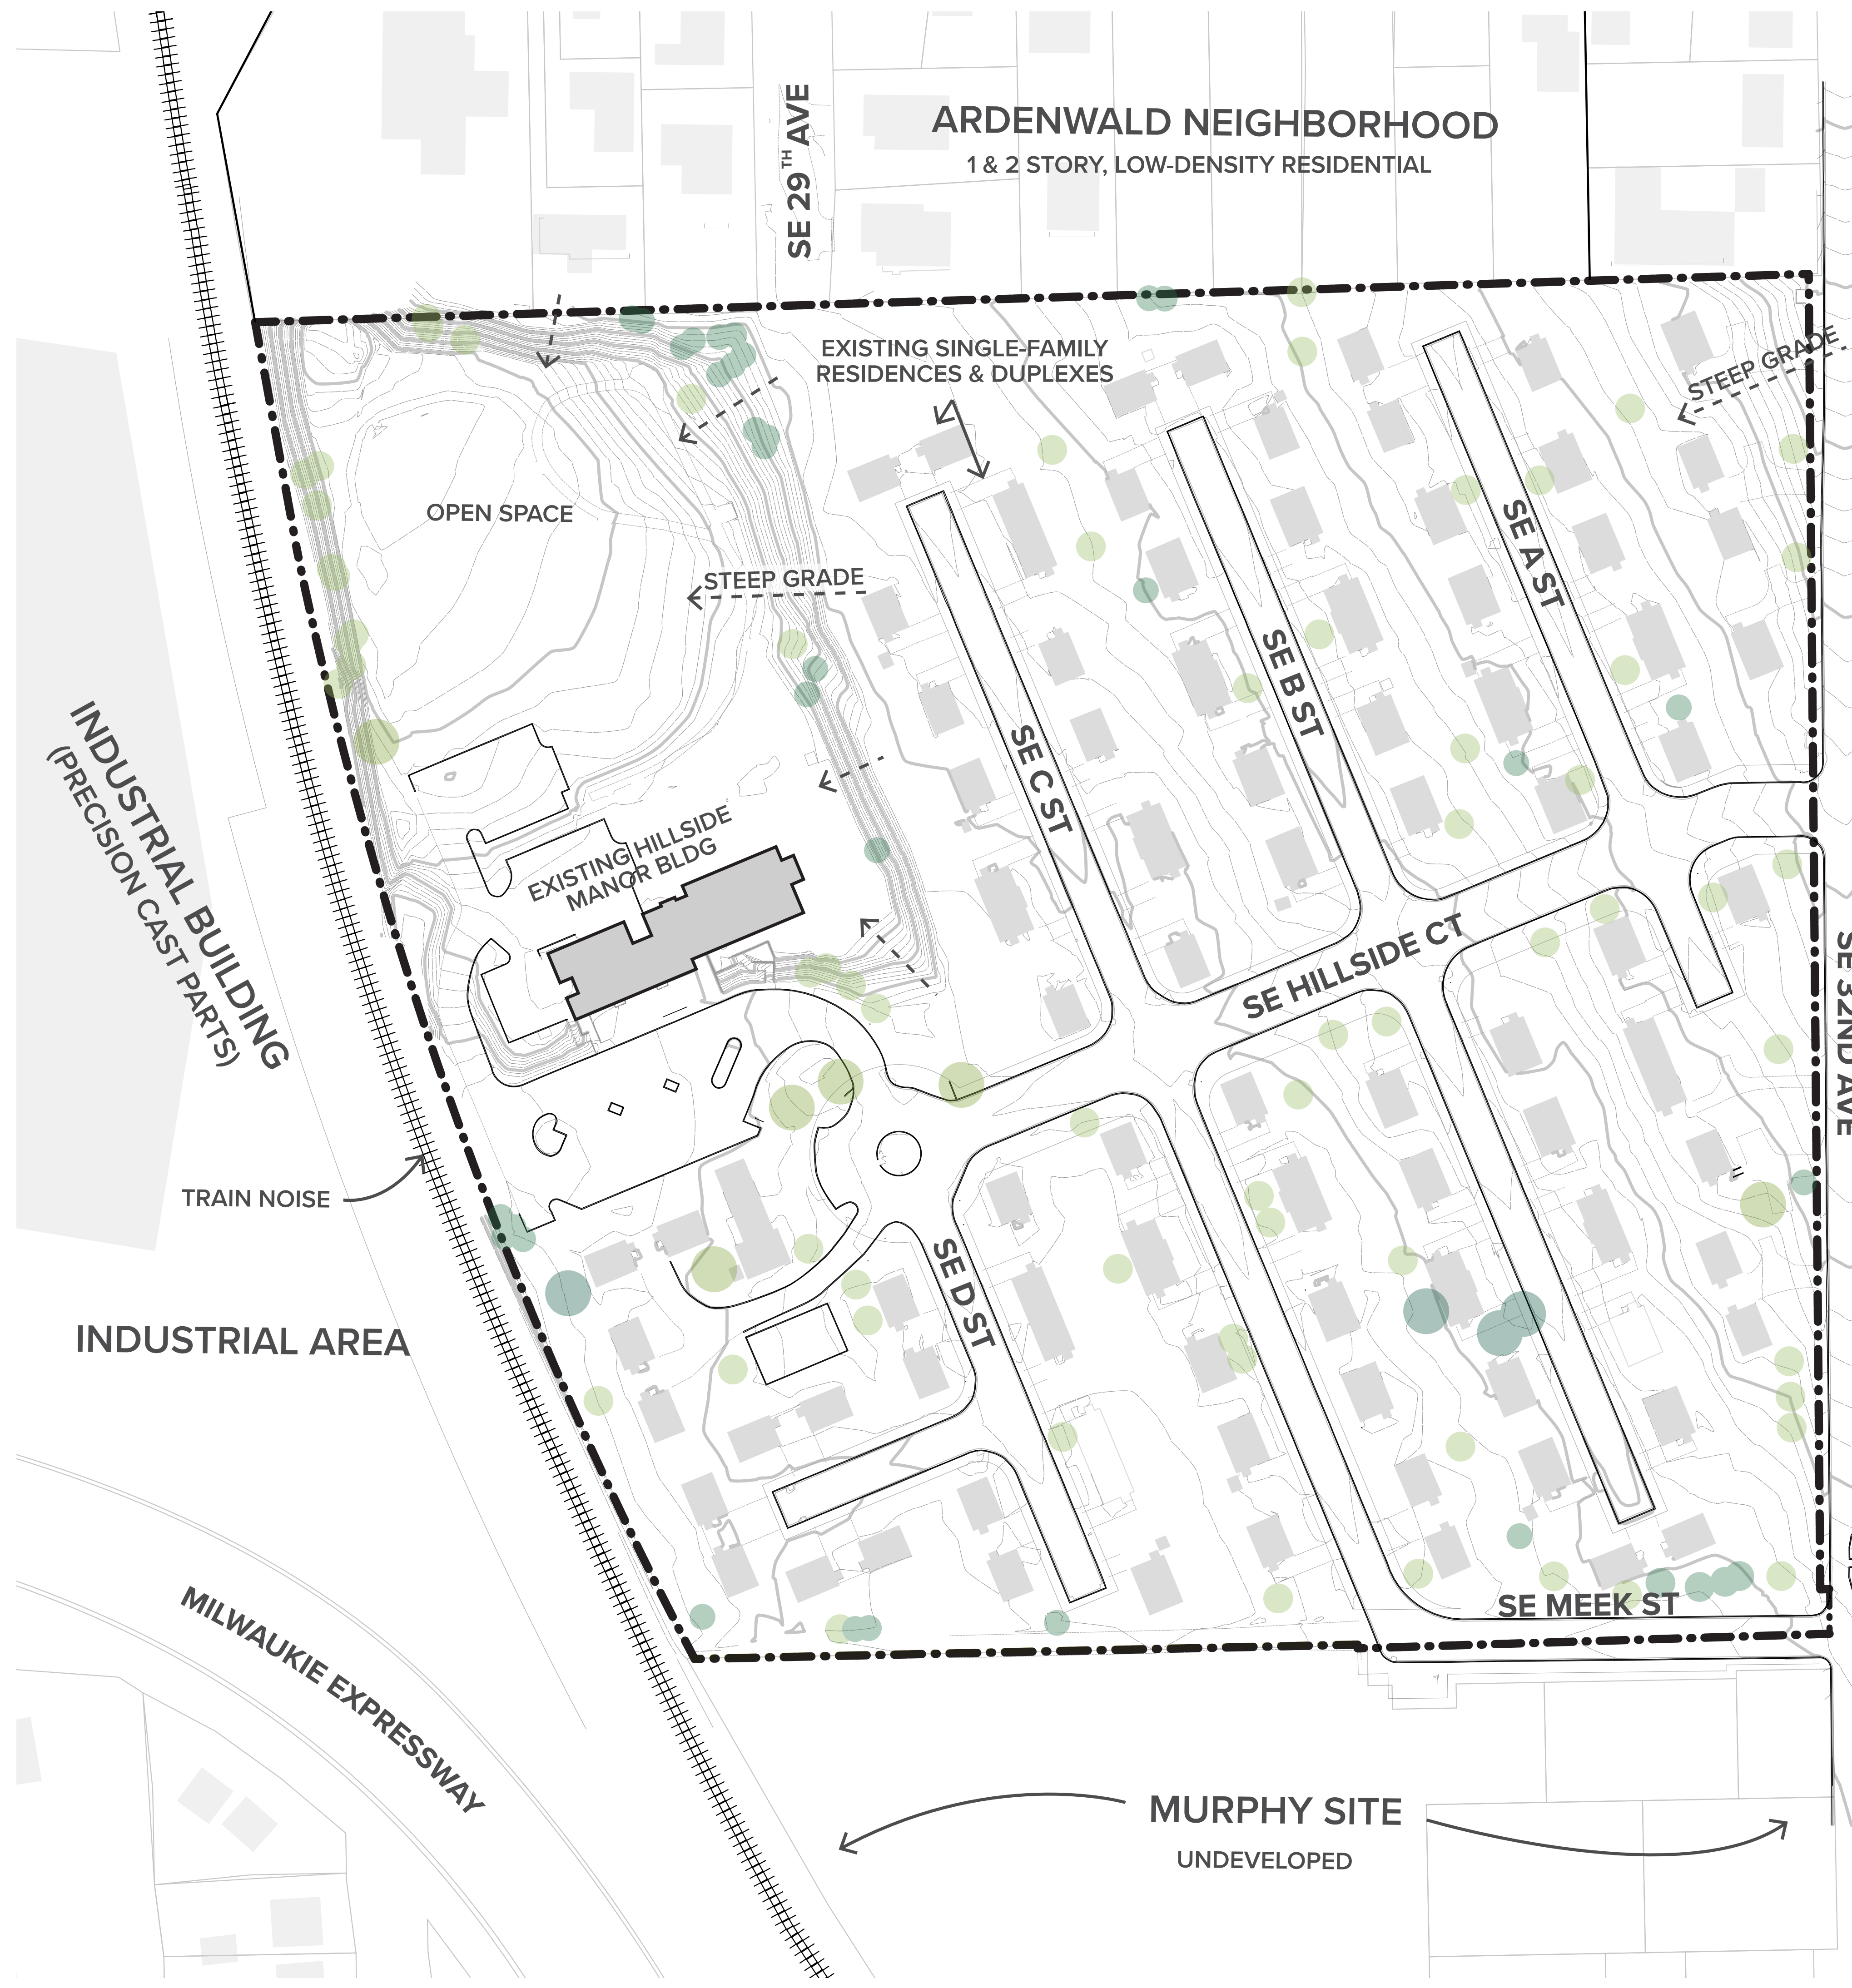 ARDENWALD NEIGHBORHOOD
1 & 2 STORY, LOW-DENSITY RESIDENTIAL
SE 29TH AVE
EXISTING SINGLE-FAMILY
RESIDENCES & DUPLEXES
STEEP GRADE
OPEN SPACE
STEEP GRADE
SE A ST
SE B ST
SE C ST
INDUSTRIAL BUILDING
(PRECISION CAST PARTS)
EXISTING HILLSIDE
MANOR BLDG
SE HILLSIDE CT
SE 32ND AVE
TRAIN NOISE
SE D ST
INDUSTRIAL AREA
SE MEEK ST
MILWAUKIE EXPRESSWAY
MURPHY SITE
UNDEVELOPED